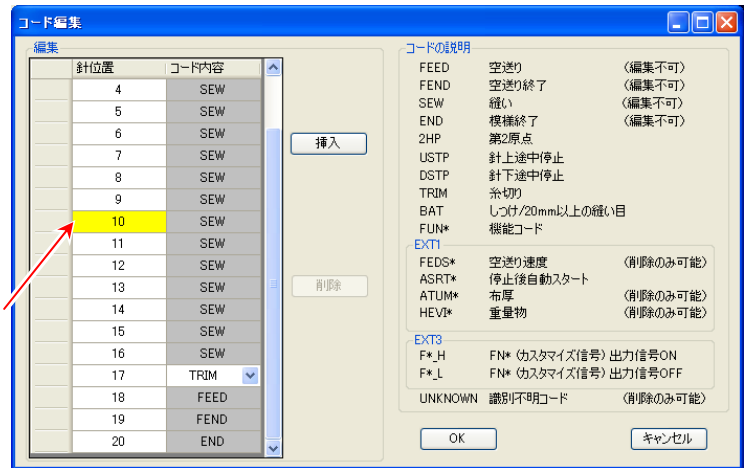 コード編集
編集
針位置 コード内容
4 SEW
5 SEW
6 SEW
7 SEW
8 SEW
9 SEW
10 SEW
11 SEW
12 SEW
13 SEW
14 SEW
15 SEW
16 SEW
17 TRIM
18 FEED
19 FEND
20 END
挿入
削除
コードの説明
FEED 空送り (編集不可)
FEND 空送り終了 (編集不可)
SEW 縫い (編集不可)
END 模様終了 (編集不可)
2HP 第2原点
USTP 針上途中停止
DSTP 針下途中停止
TRIM 糸切り
BAT しつけ/20mm以上の縫い目
FUN* 機能コード
EXT1
FEDS* 空送り速度 (削除のみ可能)
ASRT* 停止後自動スタート
ATUM* 布厚 (削除のみ可能)
HEVI* 重量物 (削除のみ可能)
EXT3
F*_H FN* (カスタマイズ信号) 出力信号ON
F*_L FN* (カスタマイズ信号) 出力信号OFF
UNKNOWN 識別不明コード (削除のみ可能)
OK キャンセル